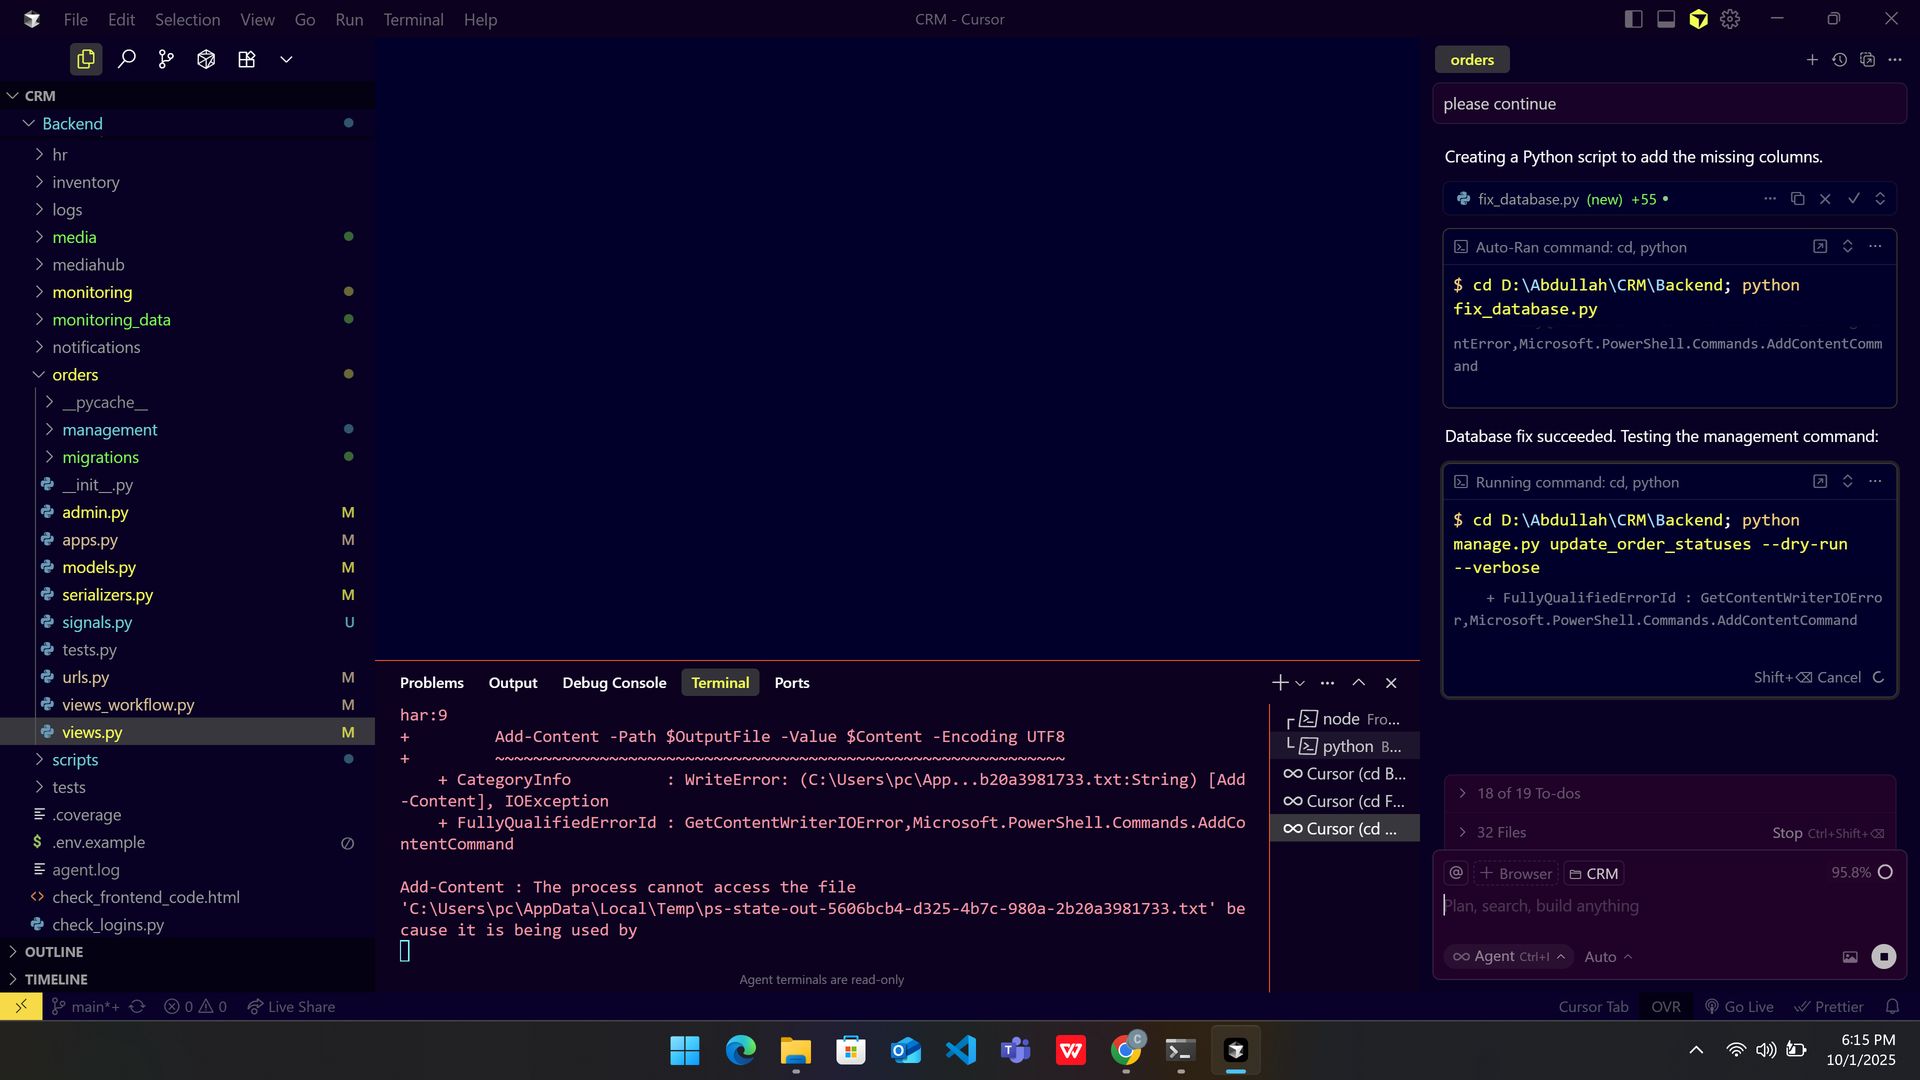 File Edit Selection View Go Run Terminal Help
CRM - Cursor
CRM
Backend
hr
inventory
logs
media
mediahub
monitoring
monitoring_data
notifications
orders
__pycache__
management
migrations
__init__.py
admin.py M
apps.py M
models.py M
serializers.py M
signals.py U
tests.py
urls.py M
views_workflow.py M
views.py M
scripts
tests
.coverage
.env.example
agent.log
check_frontend_code.html
check_logins.py
OUTLINE
TIMELINE
Problems Output Debug Console Terminal Ports
har:9
+         Add-Content -Path $OutputFile -Value $Content -Encoding UTF8
+         ~~~~~~~~~~~~~~~~~~~~~~~~~~~~~~~~~~~~~~~~~~~~~~~~~~~~~~~~~~~
    + CategoryInfo          : WriteError: (C:\Users\pc\App...b20a3981733.txt:String) [Add
-Content], IOException
    + FullyQualifiedErrorId : GetContentWriterIOError,Microsoft.PowerShell.Commands.AddCo
ntentCommand
Add-Content : The process cannot access the file
'C:\Users\pc\AppData\Local\Temp\ps-state-out-5606bcb4-d325-4b7c-980a-2b20a3981733.txt' be
cause it is being used by
Agent terminals are read-only
node Fro...
python B...
Cursor (cd B...
Cursor (cd F...
Cursor (cd ...
orders
please continue
Creating a Python script to add the missing columns.
fix_database.py (new) +55 •
Auto-Ran command: cd, python
$ cd D:\Abdullah\CRM\Backend; python
fix_database.py
ntError,Microsoft.PowerShell.Commands.AddContentComm
and
Database fix succeeded. Testing the management command:
Running command: cd, python
$ cd D:\Abdullah\CRM\Backend; python
manage.py update_order_statuses --dry-run
--verbose
    + FullyQualifiedErrorId : GetContentWriterIOErro
r,Microsoft.PowerShell.Commands.AddContentCommand
Shift+⌫ Cancel
18 of 19 To-dos
32 Files Stop Ctrl+Shift+⌫
@ + Browser CRM 95.8%
Plan, search, build anything
∞ Agent Ctrl+I Auto
main*+ 0 0 Live Share
Cursor Tab OVR Go Live Prettier
6:15 PM
10/1/2025